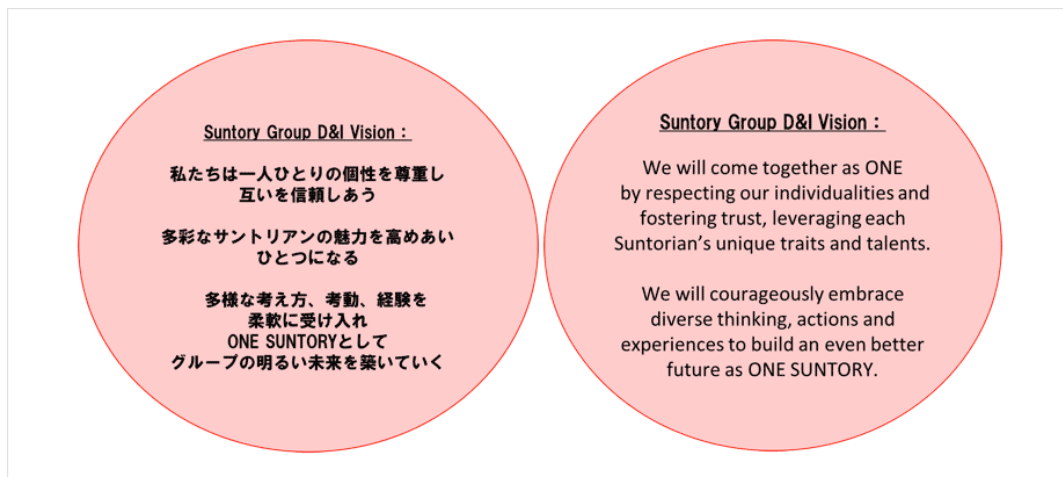 Suntory Group D&I Vision：
私たちは一人ひとりの個性を尊重し
互いを信頼しあう
多彩なサントリアンの魅力を高めあい
ひとつになる
多様な考え方、考動、経験を
柔軟に受け入れ
ONE SUNTORYとして
グループの明るい未来を築いていく
Suntory Group D&I Vision：
We will come together as ONE
by respecting our individualities and
fostering trust, leveraging each
Suntorian’s unique traits and talents.
We will courageously embrace
diverse thinking, actions and
experiences to build an even better
future as ONE SUNTORY.